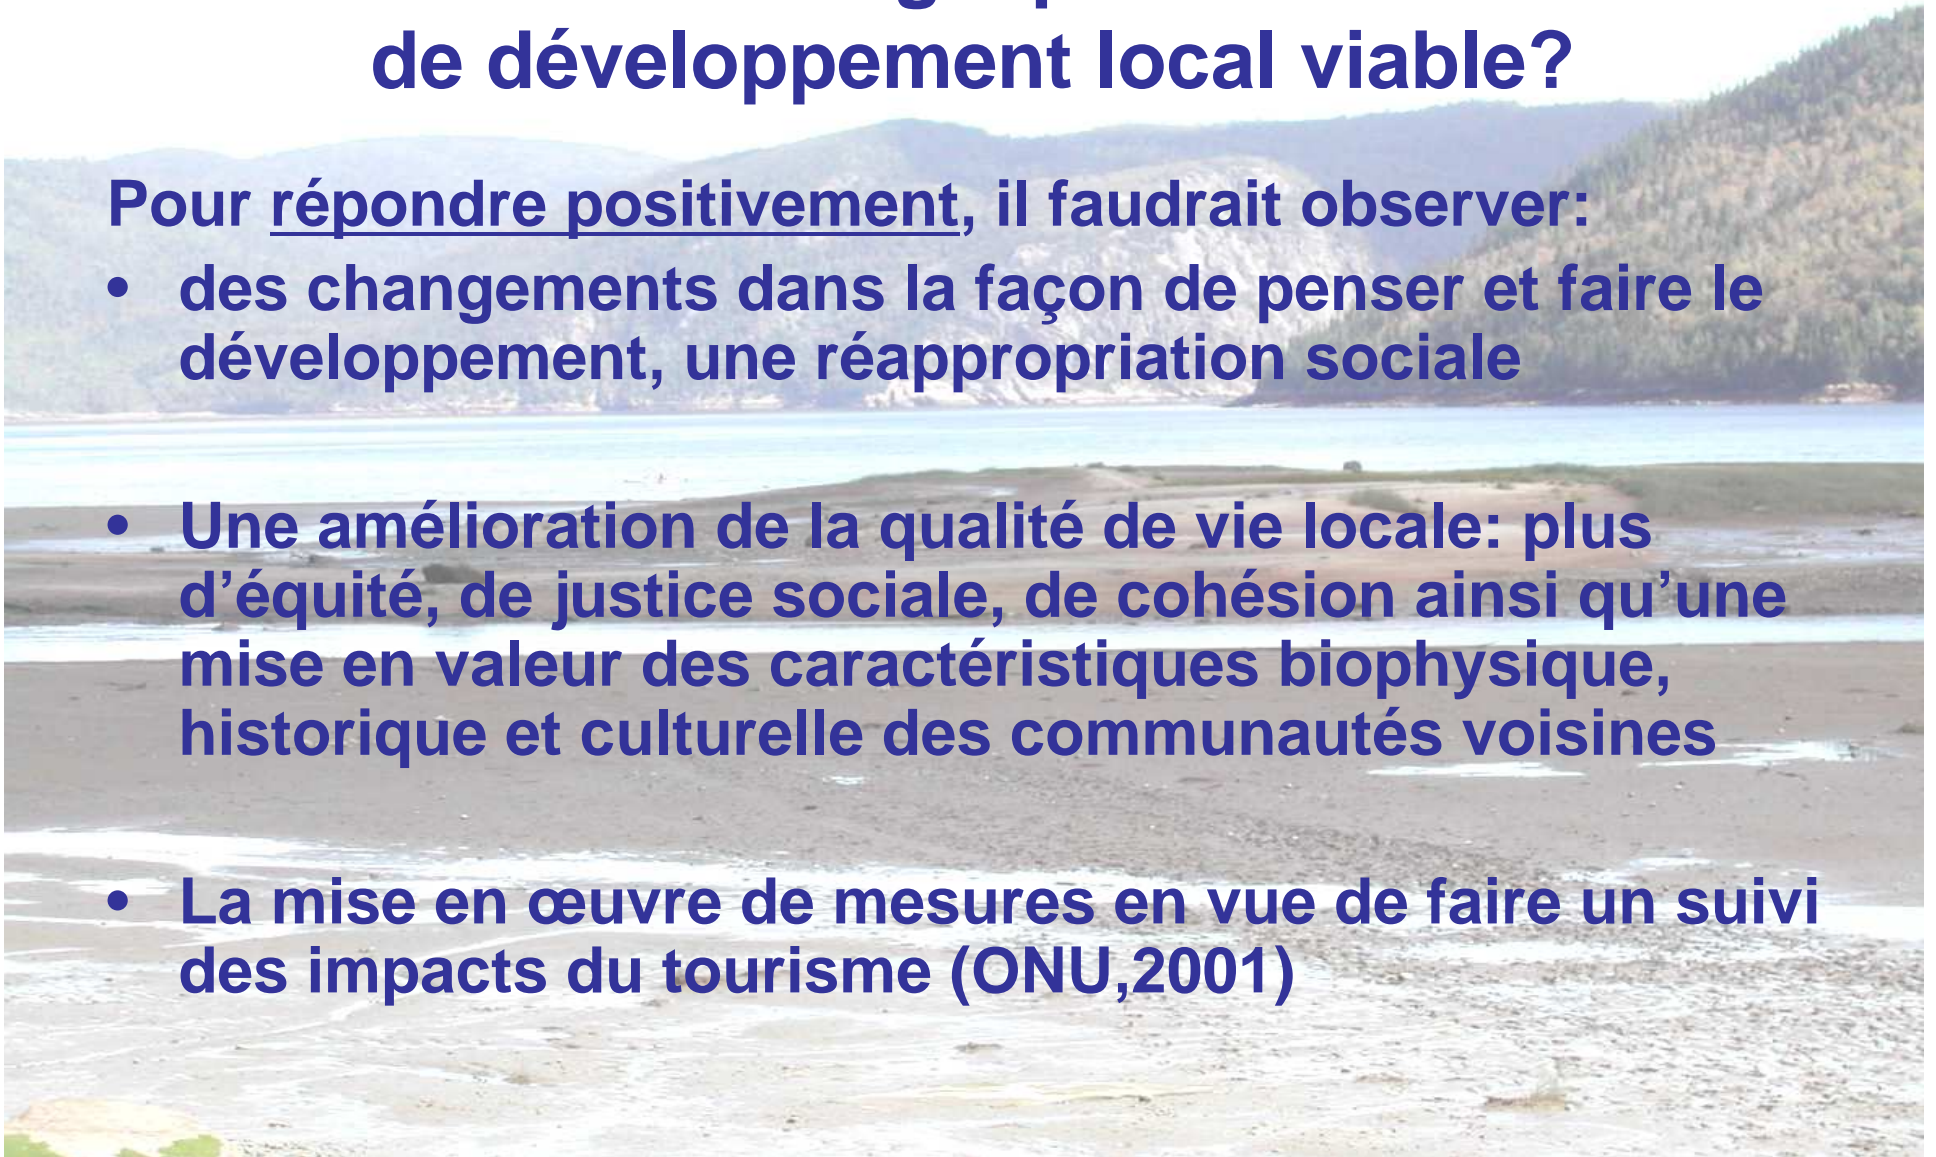 de développement local viable?
Pour répondre positivement, il faudrait observer:
• des changements dans la façon de penser et faire le
développement, une réappropriation sociale
• Une amélioration de la qualité de vie locale: plus
d’équité, de justice sociale, de cohésion ainsi qu’une
mise en valeur des caractéristiques biophysique,
historique et culturelle des communautés voisines
• La mise en œuvre de mesures en vue de faire un suivi
des impacts du tourisme (ONU,2001)